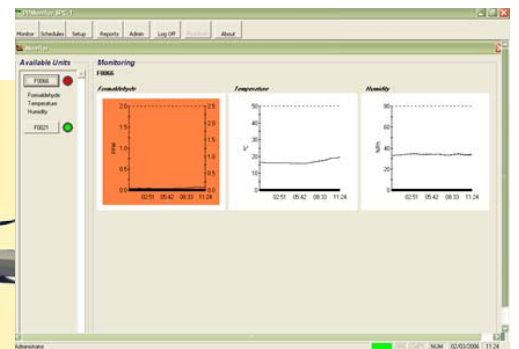 PPMonitor SPC-1
Monitor Schedules Setup Reports Admin Log Off About
Monitor
Available Units
F0066
Formaldehyde
Temperature
Humidity
F0021
Monitoring
F0066
Formaldehyde
2.0 2.5
1.5 2.0
1.5
1.0
1.0
0.5
0.5
0.0 0.0
PPM
02:51 05:42 08:33 11:24
Temperature
50
40
30
20
10
0
°C
02:51 05:42 08:33 11:24
Humidity
80
60
40
20
0
%Rh
02:51 05:42 08:33 11:24
Administrator
NUM 02/03/2006 11:24